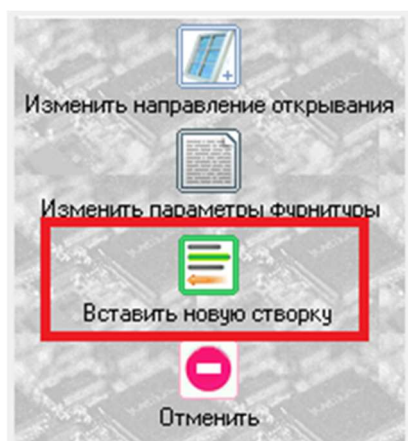 Изменить направление открывания
Изменить параметры фурнитуры
Вставить новую створку
Отменить